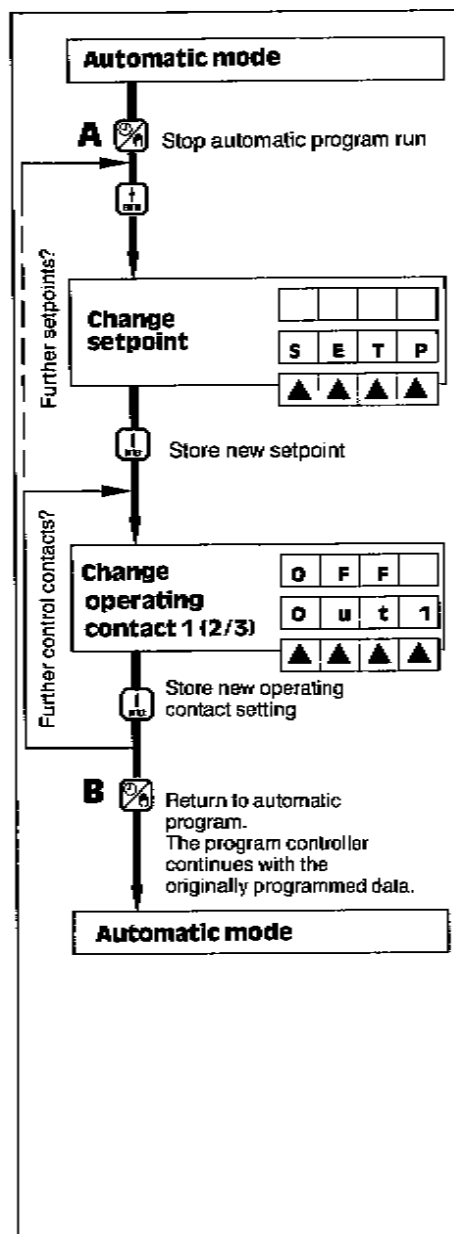 Automatic mode
A Stop automatic program run
Further setpoints?
Change
setpoint
S E T P
Store new setpoint
Further control contacts?
Change
operating
contact 1 (2/3)
O F F
O u t 1
Store new operating
contact setting
B Return to automatic
program.
The program controller
continues with the
originally programmed data.
Automatic mode